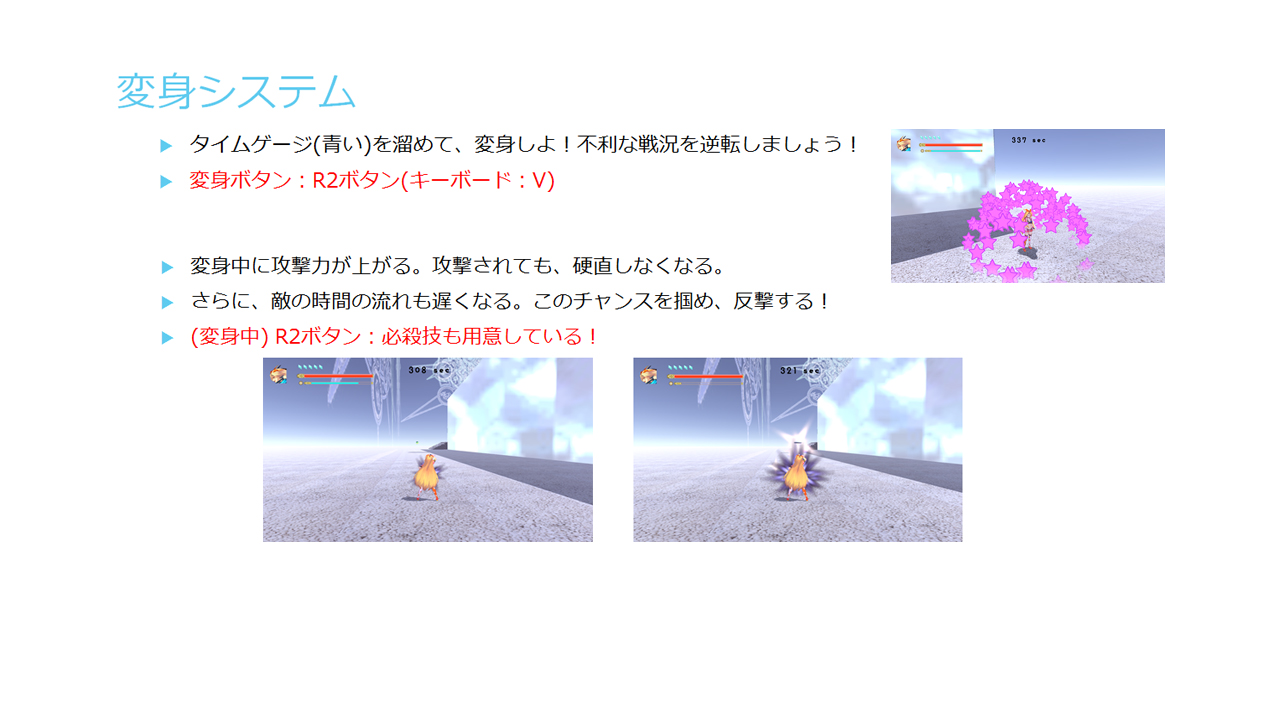 変身システム
タイムゲージ(青い)を溜めて、変身しよ！不利な戦況を逆転しましょう！
変身ボタン：R2ボタン(キーボード：V)
337 sec
変身中に攻撃力が上がる。攻撃されても、硬直しなくなる。
さらに、敵の時間の流れも遅くなる。このチャンスを掴め、反撃する！
(変身中) R2ボタン：必殺技も用意している！
308 sec
321 sec